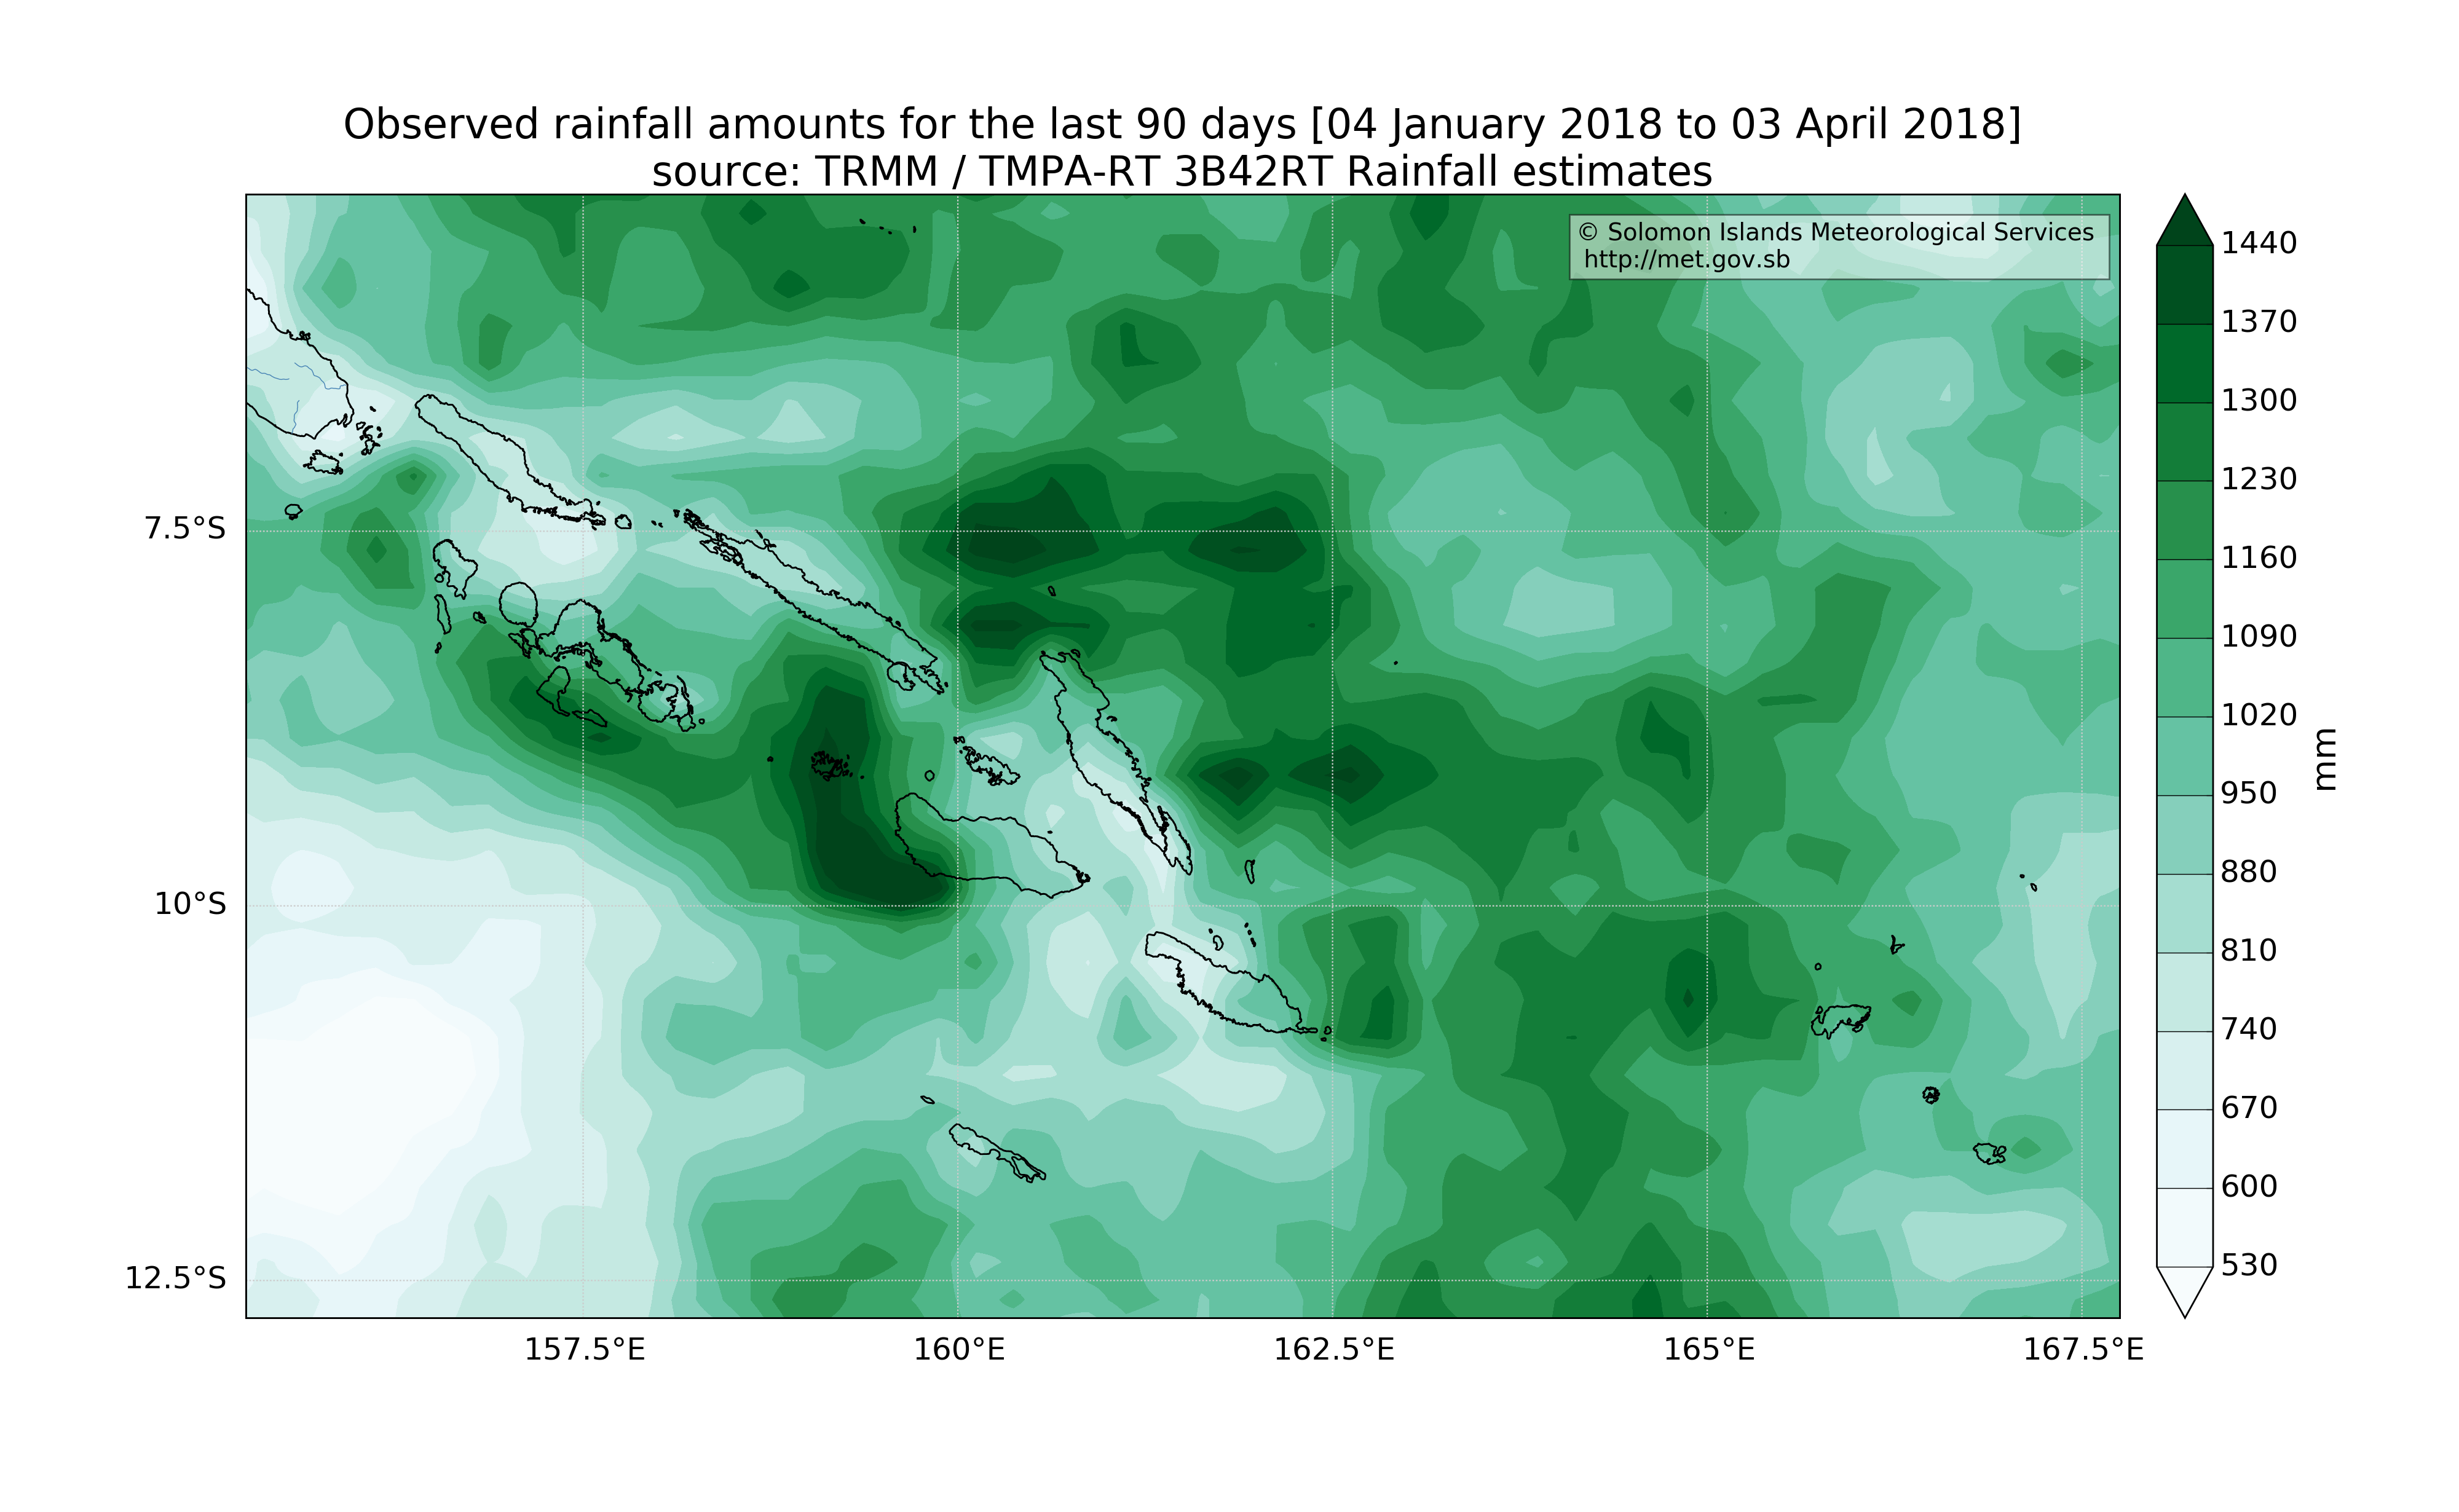 Observed rainfall amounts for the last 90 days [04 January 2018 to 03 April 2018]
source: TRMM / TMPA-RT 3B42RT Rainfall estimates
© Solomon Islands Meteorological Services
http://met.gov.sb
7.5°S
10°S
12.5°S
157.5°E
160°E
162.5°E
165°E
167.5°E
1440
1370
1300
1230
1160
1090
1020
950
880
810
740
670
600
530
mm